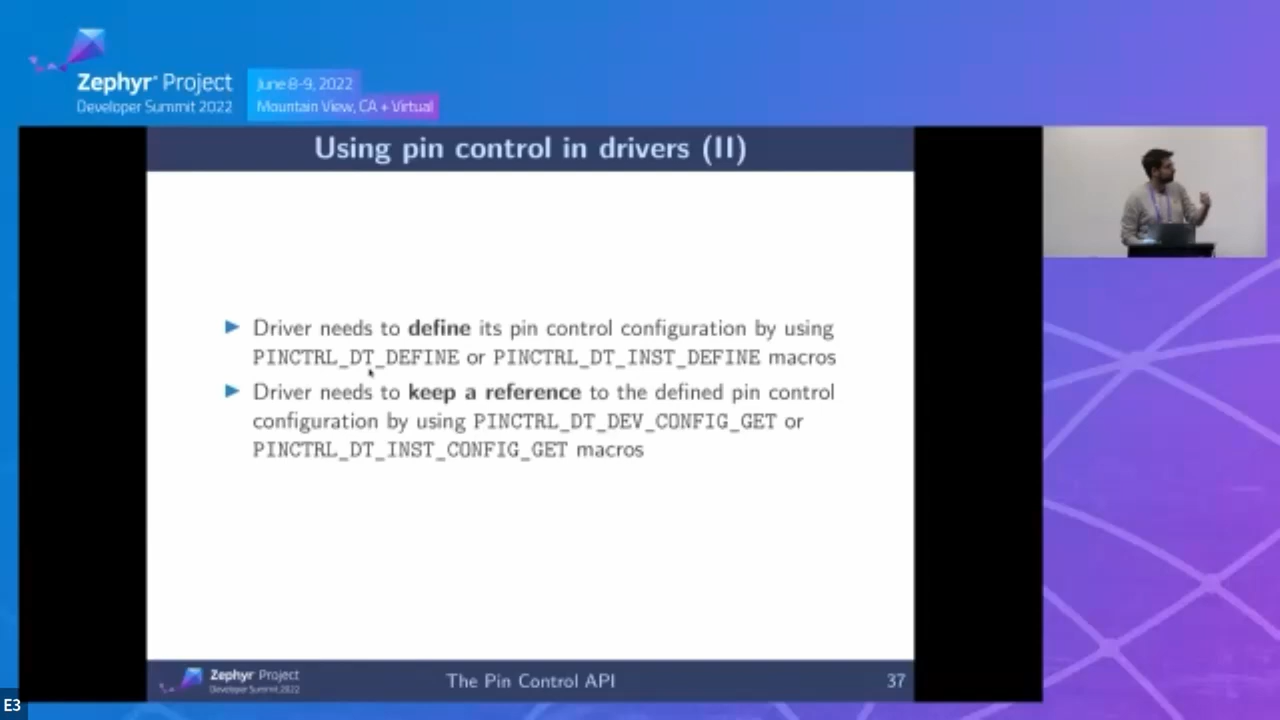 Zephyr® Project
Developer Summit 2022
June 8-9, 2022
Mountain View, CA + Virtual
Using pin control in drivers (II)
Driver needs to define its pin control configuration by using
PINCTRL_DT_DEFINE or PINCTRL_DT_INST_DEFINE macros
Driver needs to keep a reference to the defined pin control
configuration by using PINCTRL_DT_DEV_CONFIG_GET or
PINCTRL_DT_INST_CONFIG_GET macros
Zephyr Project
Developer Summit 2022
The Pin Control API
37
E3